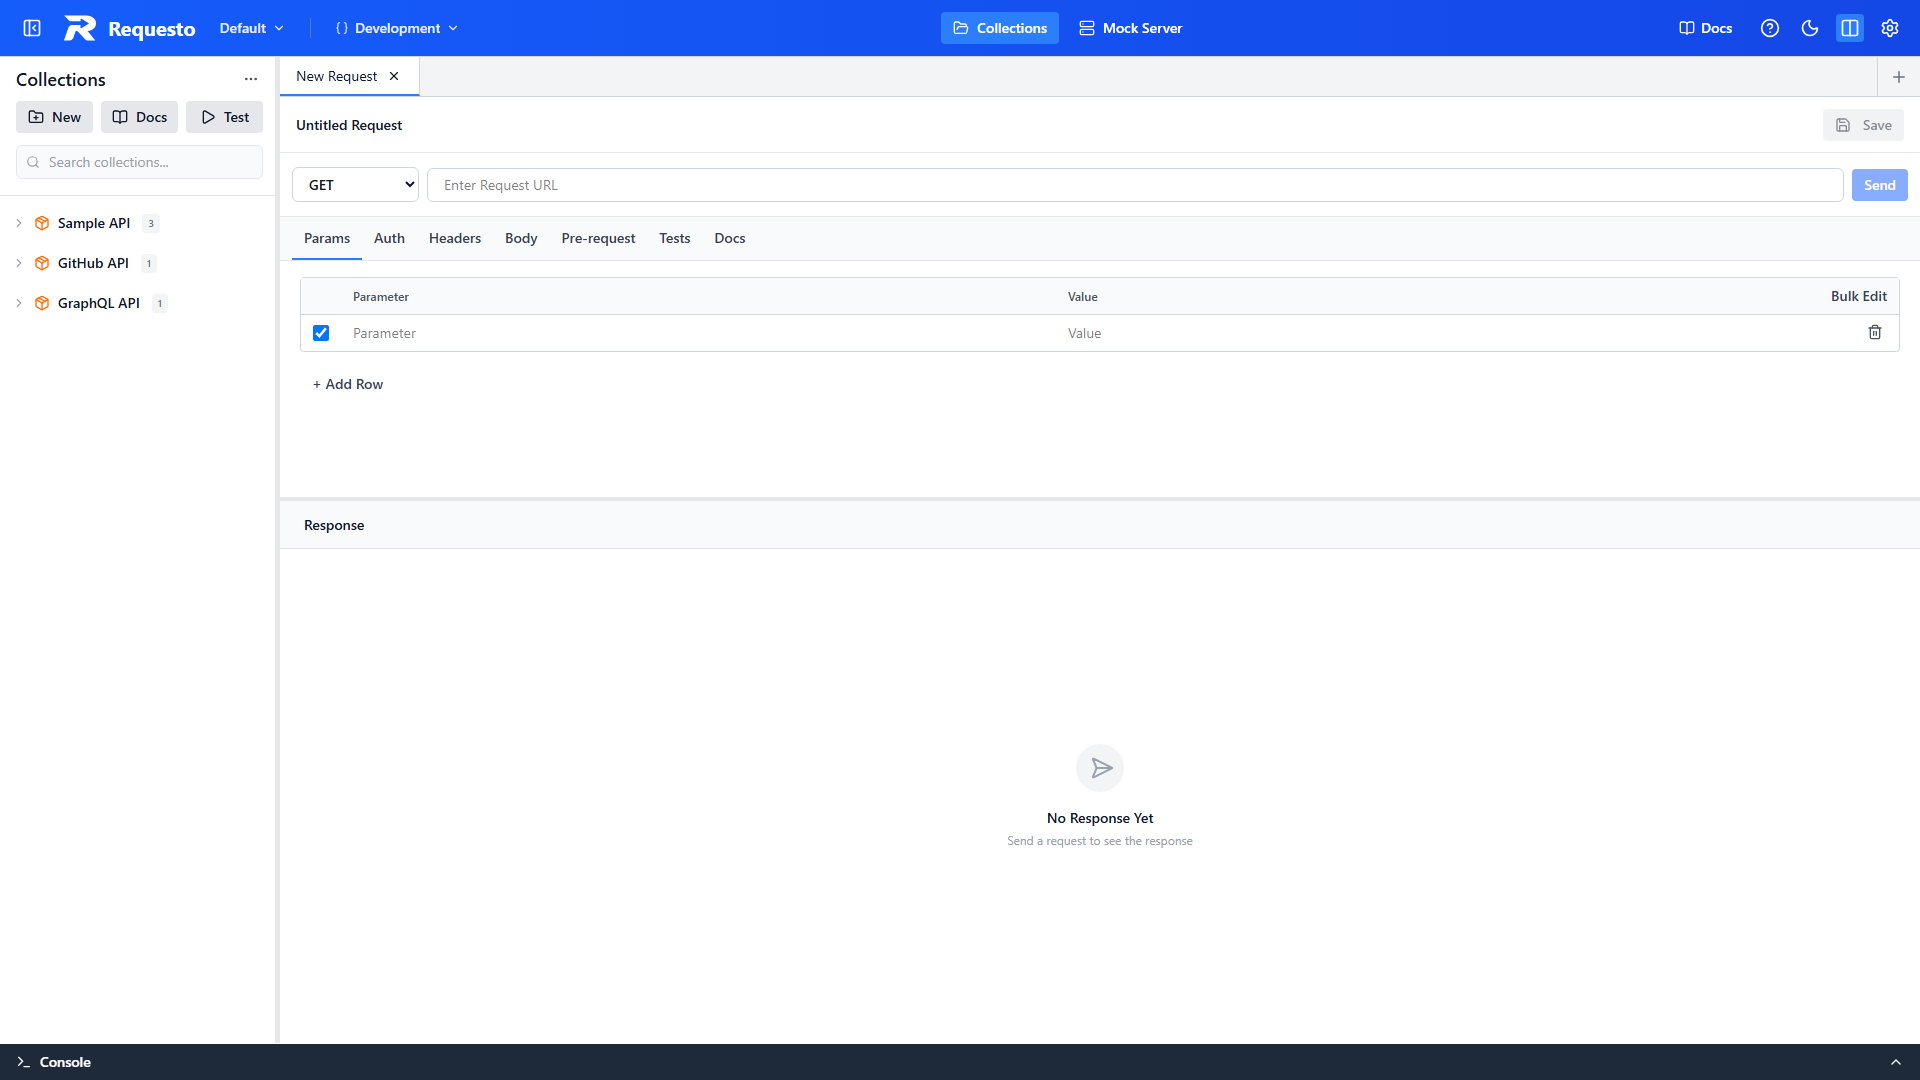 Requesto
Default
{ } Development
Collections
Mock Server
Docs
Collections
New
Docs
Test
Search collections...
Sample API 3
GitHub API 1
GraphQL API 1
New Request
Untitled Request
Save
GET
Enter Request URL
Send
Params
Auth
Headers
Body
Pre-request
Tests
Docs
Parameter
Value
Bulk Edit
Parameter
Value
+ Add Row
Response
No Response Yet
Send a request to see the response
Console